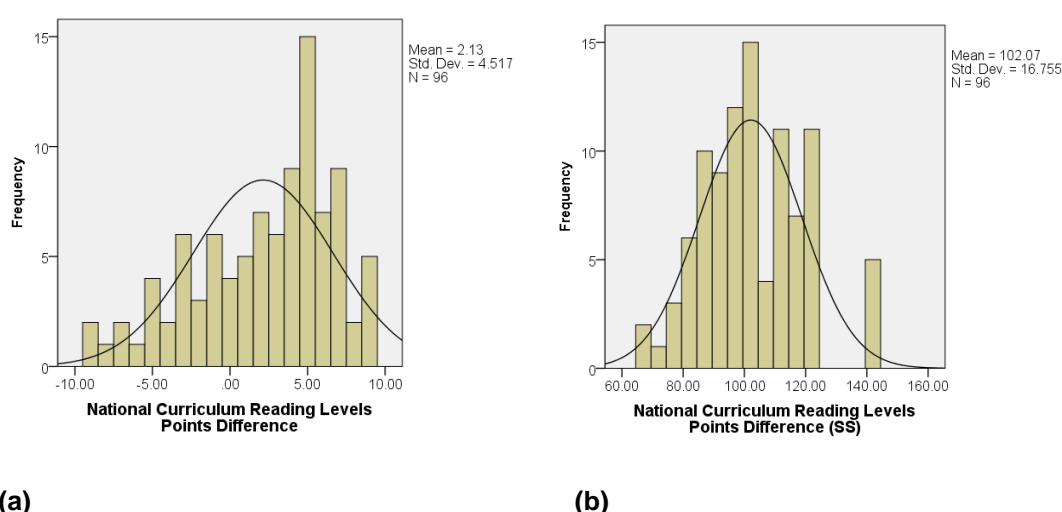 15
10
5
0
Frequency
-10.00 -5.00 .00 5.00 10.00
National Curriculum Reading Levels
Points Difference
Mean = 2.13
Std. Dev. = 4.517
N = 96
(a)
15
10
5
0
Frequency
60.00 80.00 100.00 120.00 140.00 160.00
National Curriculum Reading Levels
Points Difference (SS)
Mean = 102.07
Std. Dev. = 16.755
N = 96
(b)